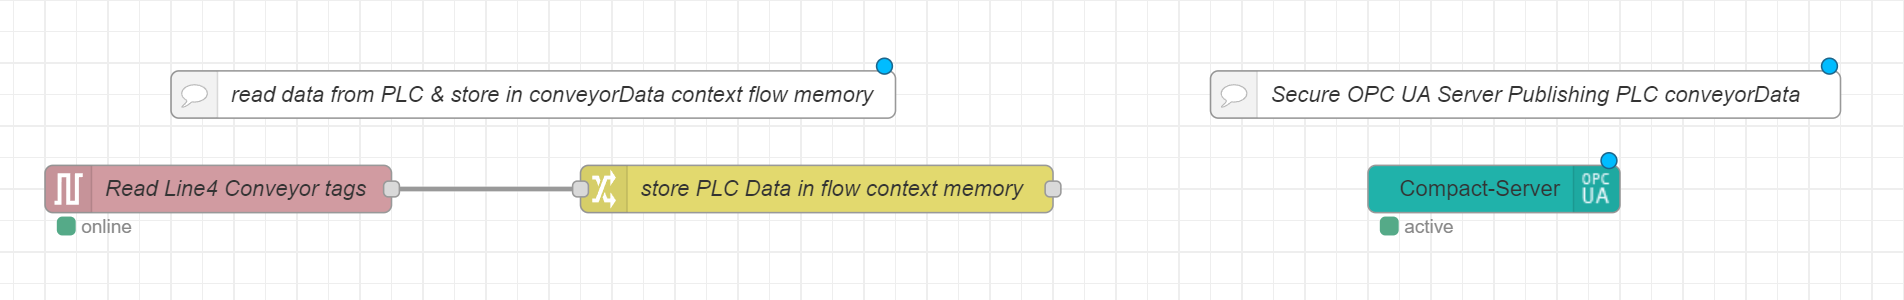 read data from PLC & store in conveyorData context flow memory
Secure OPC UA Server Publishing PLC conveyorData
Read Line4 Conveyor tags
online
store PLC Data in flow context memory
Compact-Server
OPC
UA
active